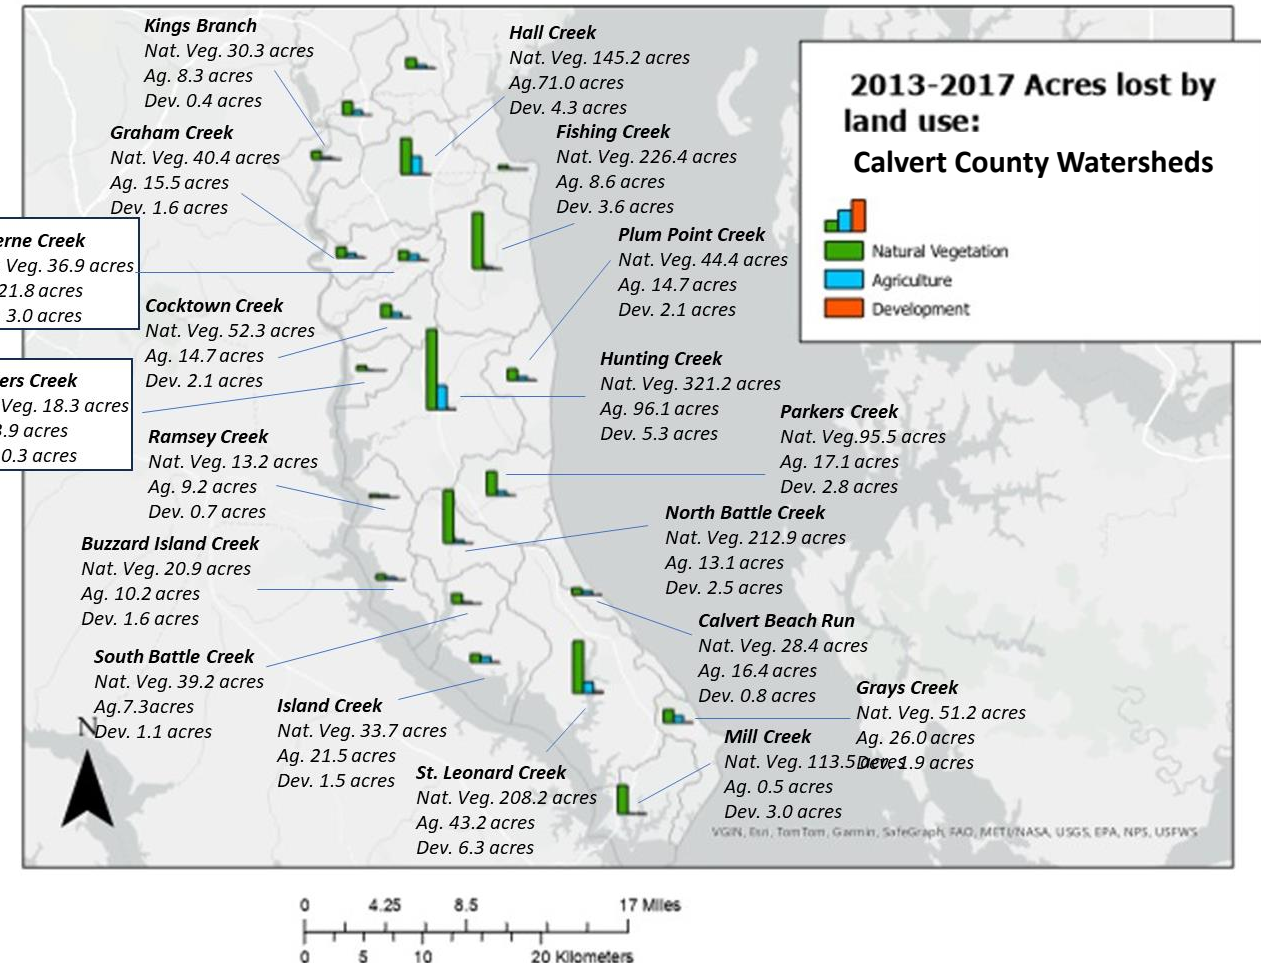 Kings Branch
Nat. Veg. 30.3 acres
Ag. 8.3 acres
Dev. 0.4 acres
Hall Creek
Nat. Veg. 145.2 acres
Ag.71.0 acres
Dev. 4.3 acres
2013-2017 Acres lost by
land use:
Calvert County Watersheds
Natural Vegetation
Agriculture
Development
Graham Creek
Nat. Veg. 40.4 acres
Ag. 15.5 acres
Dev. 1.6 acres
Fishing Creek
Nat. Veg. 226.4 acres
Ag. 8.6 acres
Dev. 3.6 acres
erne Creek
Veg. 36.9 acres
21.8 acres
3.0 acres
Plum Point Creek
Nat. Veg. 44.4 acres
Ag. 14.7 acres
Dev. 2.1 acres
Cocktown Creek
Nat. Veg. 52.3 acres
Ag. 14.7 acres
Dev. 2.1 acres
ers Creek
Veg. 18.3 acres
.9 acres
0.3 acres
Hunting Creek
Nat. Veg. 321.2 acres
Ag. 96.1 acres
Dev. 5.3 acres
Parkers Creek
Nat. Veg.95.5 acres
Ag. 17.1 acres
Dev. 2.8 acres
Ramsey Creek
Nat. Veg. 13.2 acres
Ag. 9.2 acres
Dev. 0.7 acres
North Battle Creek
Nat. Veg. 212.9 acres
Ag. 13.1 acres
Dev. 2.5 acres
Buzzard Island Creek
Nat. Veg. 20.9 acres
Ag. 10.2 acres
Dev. 1.6 acres
Calvert Beach Run
Nat. Veg. 28.4 acres
Ag. 16.4 acres
Dev. 0.8 acres
South Battle Creek
Nat. Veg. 39.2 acres
Ag.7.3acres
Dev. 1.1 acres
Grays Creek
Nat. Veg. 51.2 acres
Ag. 26.0 acres
Dev. 1.9 acres
Island Creek
Nat. Veg. 33.7 acres
Ag. 21.5 acres
Dev. 1.5 acres
Mill Creek
Nat. Veg. 113.5 acres
Ag. 0.5 acres
Dev. 3.0 acres
St. Leonard Creek
Nat. Veg. 208.2 acres
Ag. 43.2 acres
Dev. 6.3 acres
N
VGIN, Esri, TomTom, Garmin, SafeGraph, FAO, METI/NASA, USGS, EPA, NPS, USFWS
0 4.25 8.5 17 Miles
0 5 10 20 Kilometers